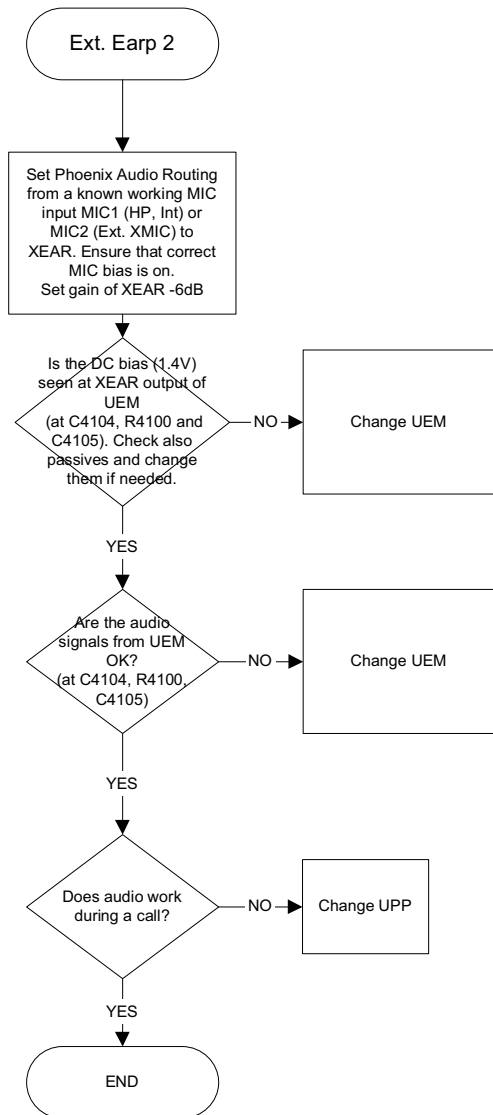 Ext. Earp 2
Set Phoenix Audio Routing
from a known working MIC
input MIC1 (HP, Int) or
MIC2 (Ext. XMIC) to
XEAR. Ensure that correct
MIC bias is on.
Set gain of XEAR -6dB
Is the DC bias (1.4V)
seen at XEAR output of
UEM
(at C4104, R4100 and
C4105). Check also
passives and change
them if needed.
NO
Change UEM
YES
Are the audio
signals from UEM
OK?
(at C4104, R4100,
C4105)
NO
Change UEM
YES
Does audio work
during a call?
NO
Change UPP
YES
END